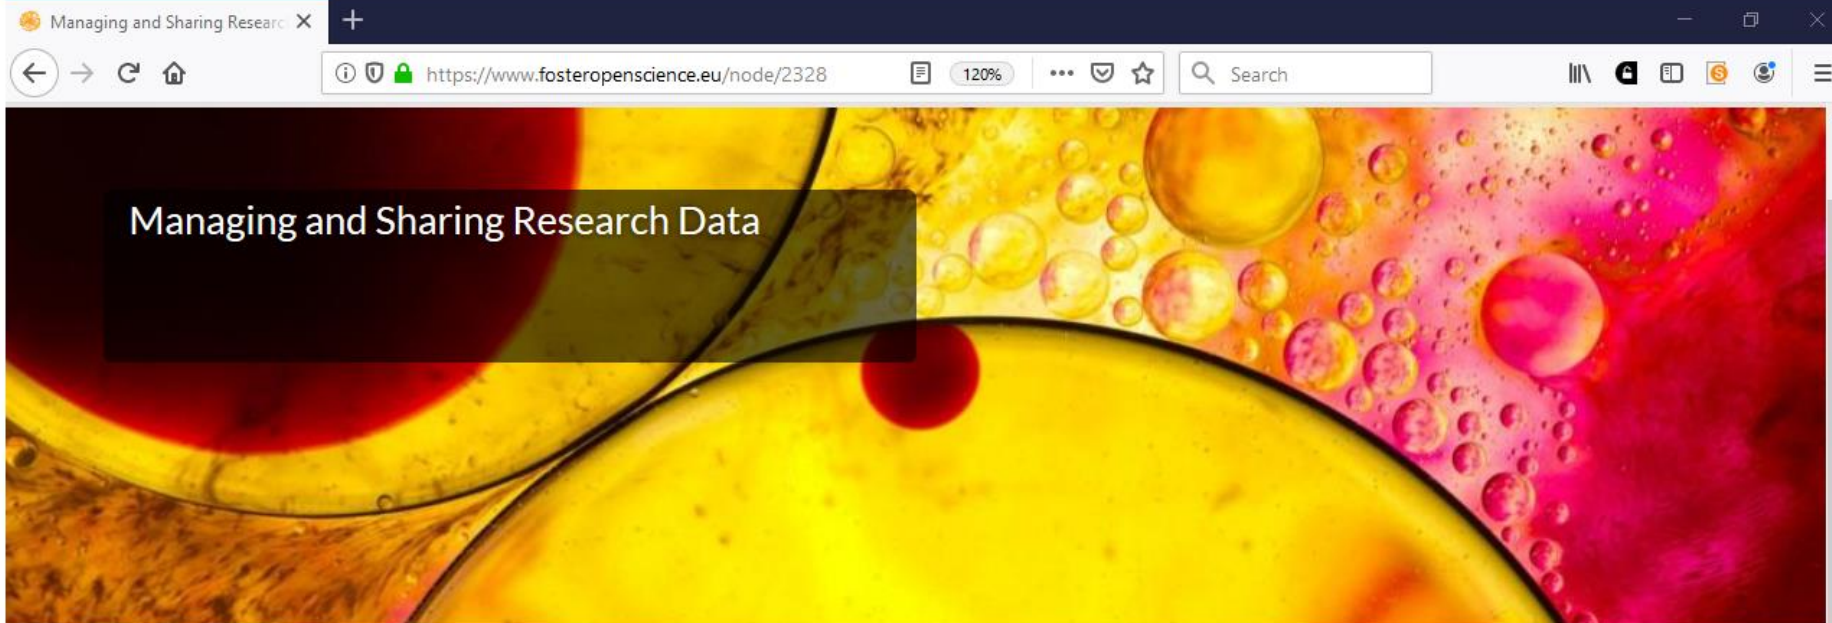 Managing and Sharing Researc
https://www.fosteropenscience.eu/node/2328
120%
Search
Managing and Sharing Research Data